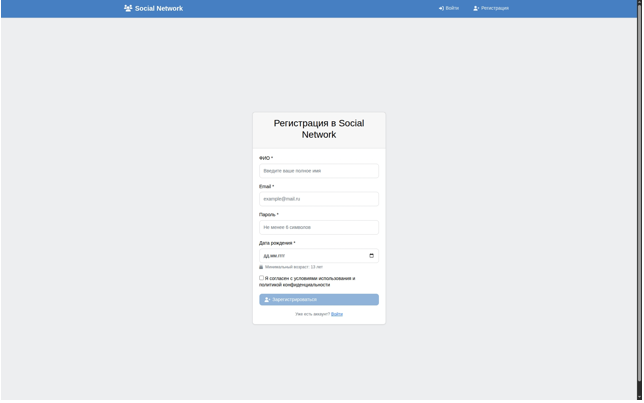 Social Network
Войти
Регистрация
Регистрация в Social
Network
ФИО *
Введите ваше полное имя
Email *
example@mail.ru
Пароль *
Не менее 8 символов
Дата рождения *
дд.мм.гггг
Минимальный возраст: 13 лет
Я согласен с условиями использования и
политикой конфиденциальности
Зарегистрироваться
Уже есть аккаунт? Войти